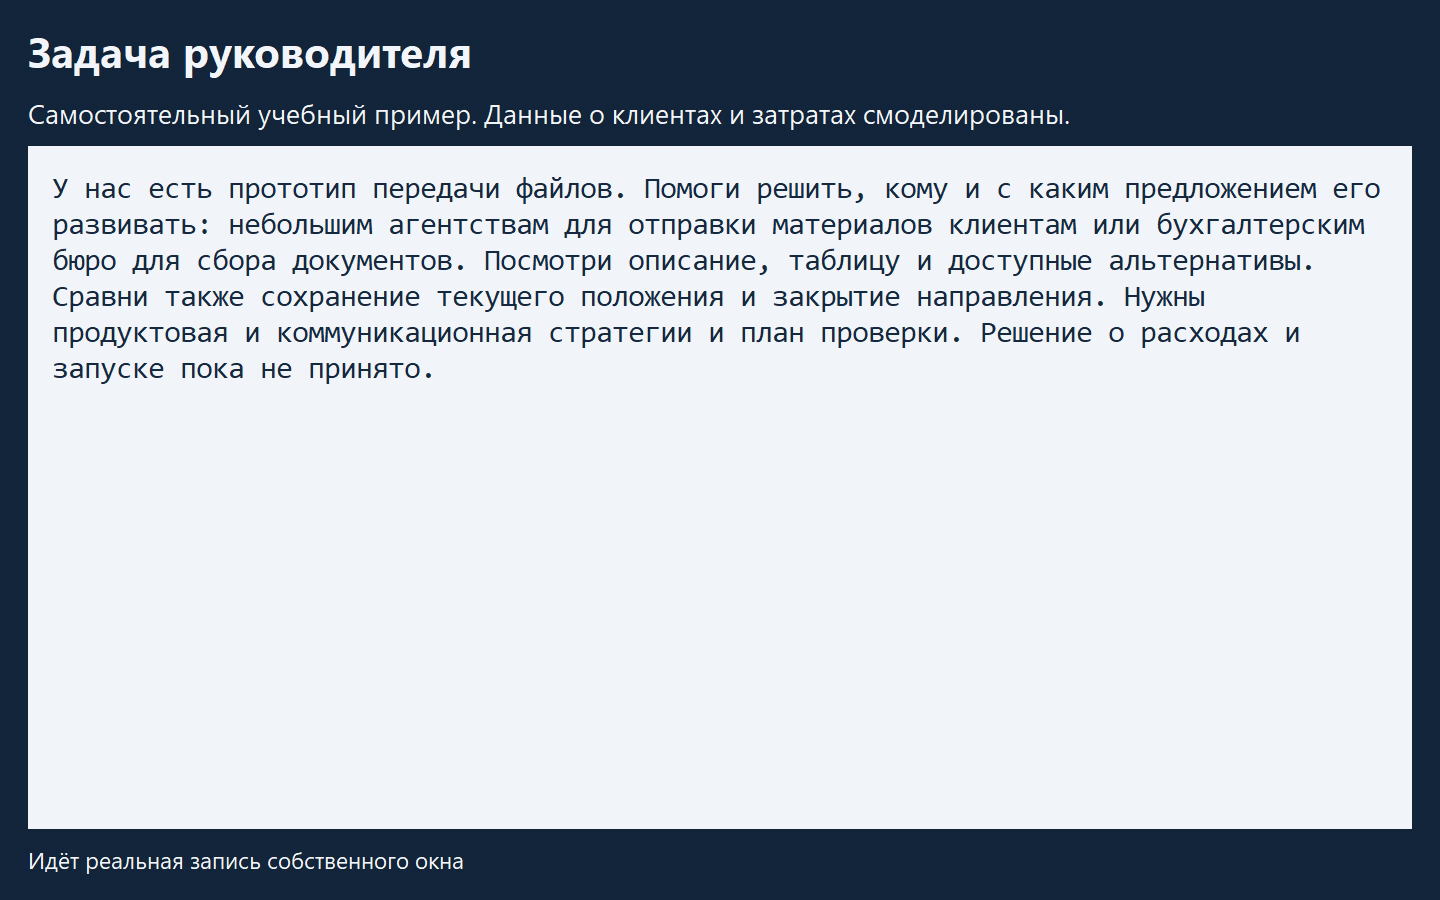 Задача руководителя
Самостоятельный учебный пример. Данные о клиентах и затратах смоделированы.
У нас есть прототип передачи файлов. Помоги решить, кому и с каким предложением его
развивать: небольшим агентствам для отправки материалов клиентам или бухгалтерским
бюро для сбора документов. Посмотри описание, таблицу и доступные альтернативы.
Сравни также сохранение текущего положения и закрытие направления. Нужны
продуктовая и коммуникационная стратегии и план проверки. Решение о расходах и
запуске пока не принято.
Идёт реальная запись собственного окна